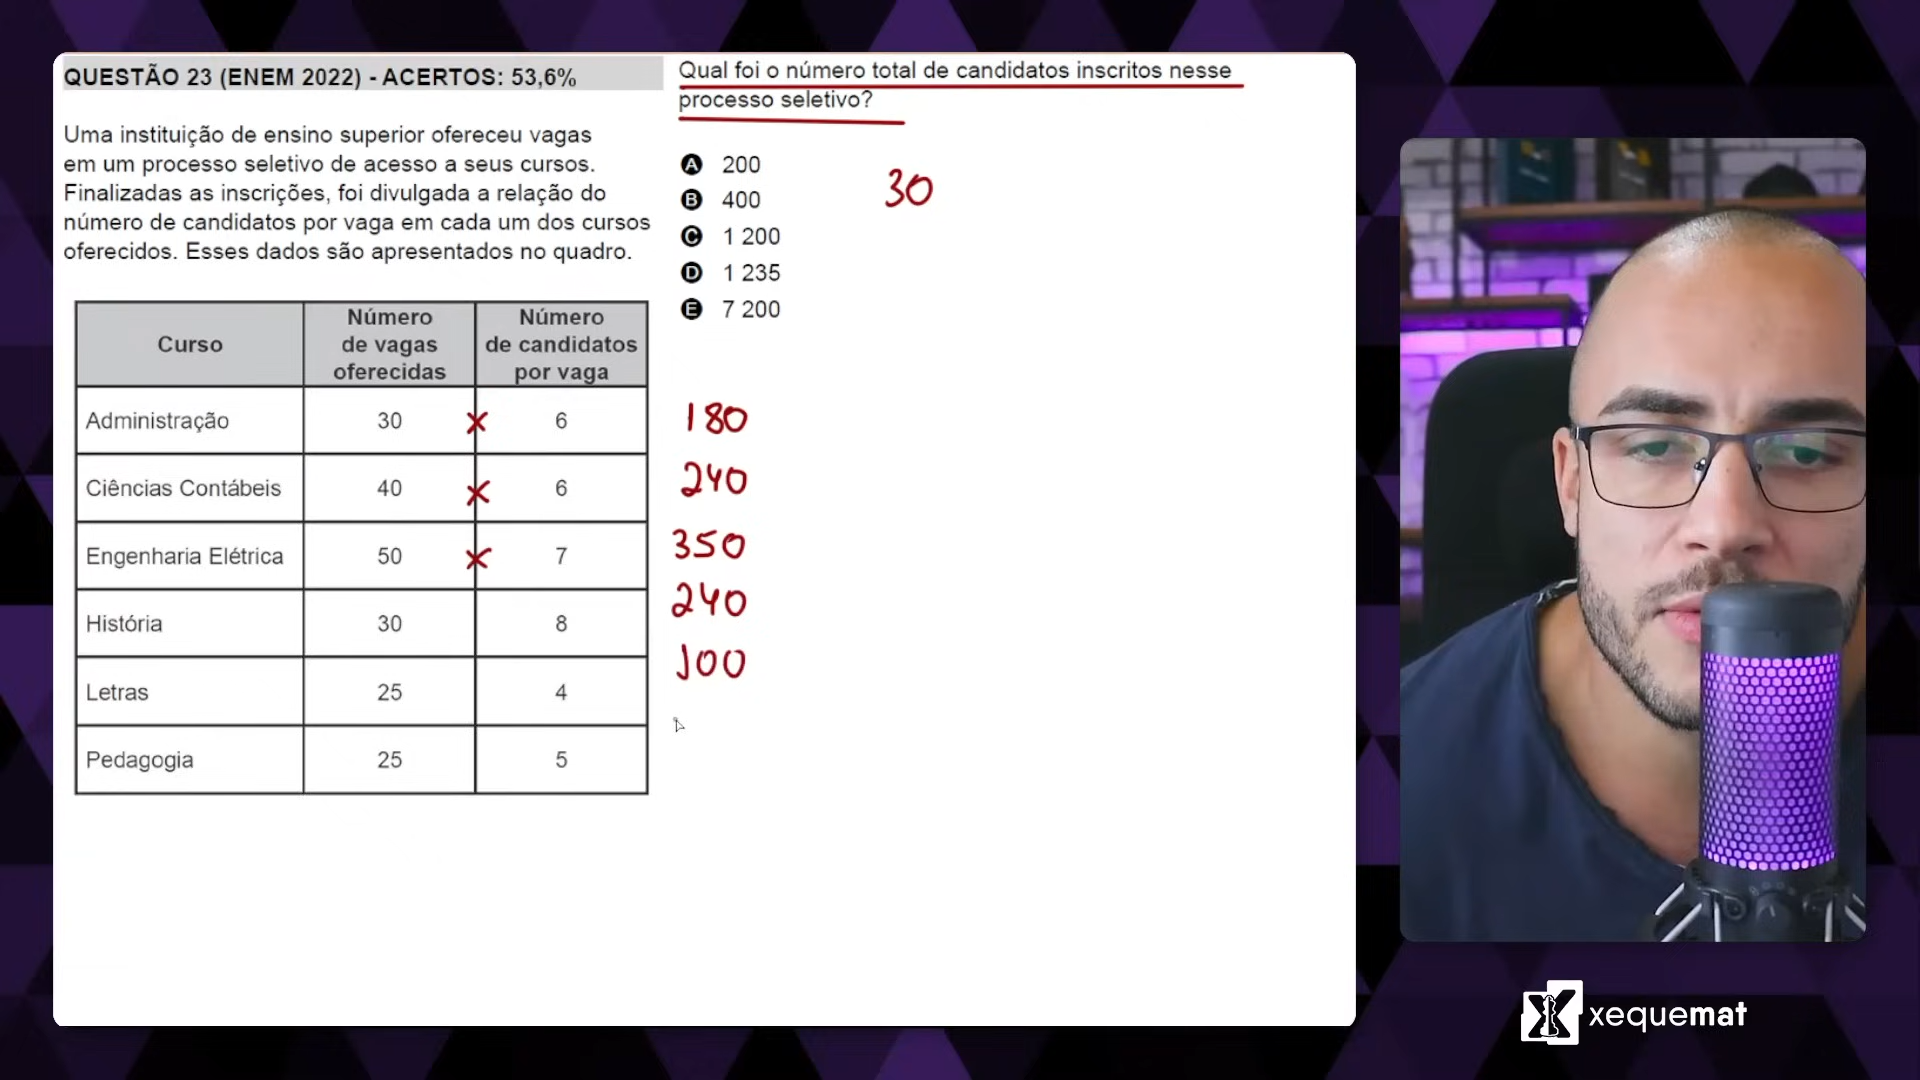 QUESTÃO 23 (ENEM 2022) - ACERTOS: 53,6%
Uma instituição de ensino superior ofereceu vagas
em um processo seletivo de acesso a seus cursos.
Finalizadas as inscrições, foi divulgada a relação do
número de candidatos por vaga em cada um dos cursos
oferecidos. Esses dados são apresentados no quadro.
Curso
Número
de vagas
oferecidas
Número
de candidatos
por vaga
Administração 30 × 6 180
Ciências Contábeis 40 × 6 240
Engenharia Elétrica 50 × 7 350
História 30 8 240
Letras 25 4 100
Pedagogia 25 5
Qual foi o número total de candidatos inscritos nesse
processo seletivo?
A 200
B 400
C 1 200
D 1 235
E 7 200
30
xequemat